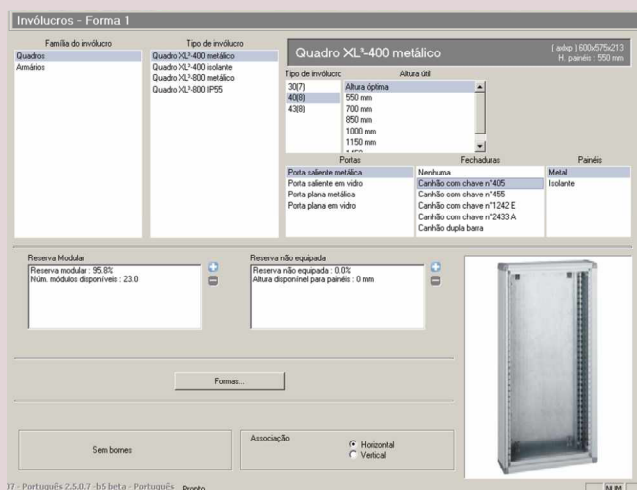 Invólucros - Forma 1
Família do invólucro
Quadros
Armários
Tipo de invólucro
Quadro XL³-400 metálico
Quadro XL³-400 isolante
Quadro XL³-800 metálico
Quadro XL³-800 IP55
Quadro XL³-400 metálico
( axlxp ) 600x575x213
H. painéis : 550 mm
Tipo de invólucro
30(7)
40(8)
43(8)
Altura útil
Altura óptima
550 mm
700 mm
850 mm
1000 mm
1150 mm
Portas
Porta saliente metálica
Porta saliente em vidro
Porta plana metálica
Porta plana em vidro
Fechaduras
Nenhuma
Canhão com chave n°405
Canhão com chave n°455
Canhão com chave n°1242 E
Canhão com chave n°2433 A
Canhão dupla barra
Painéis
Metal
Isolante
Reserva Modular
Reserva modular : 95.8%
Núm. módulos disponíveis : 23.0
Reserva não equipada
Reserva não equipada : 0.0%
Altura disponínel para painéis : 0 mm
Formas...
Sem bornes
Associação
Horizontal
Vertical
07 - Português 2.5.0.7 -b5 beta - Português
Pronto
NUM